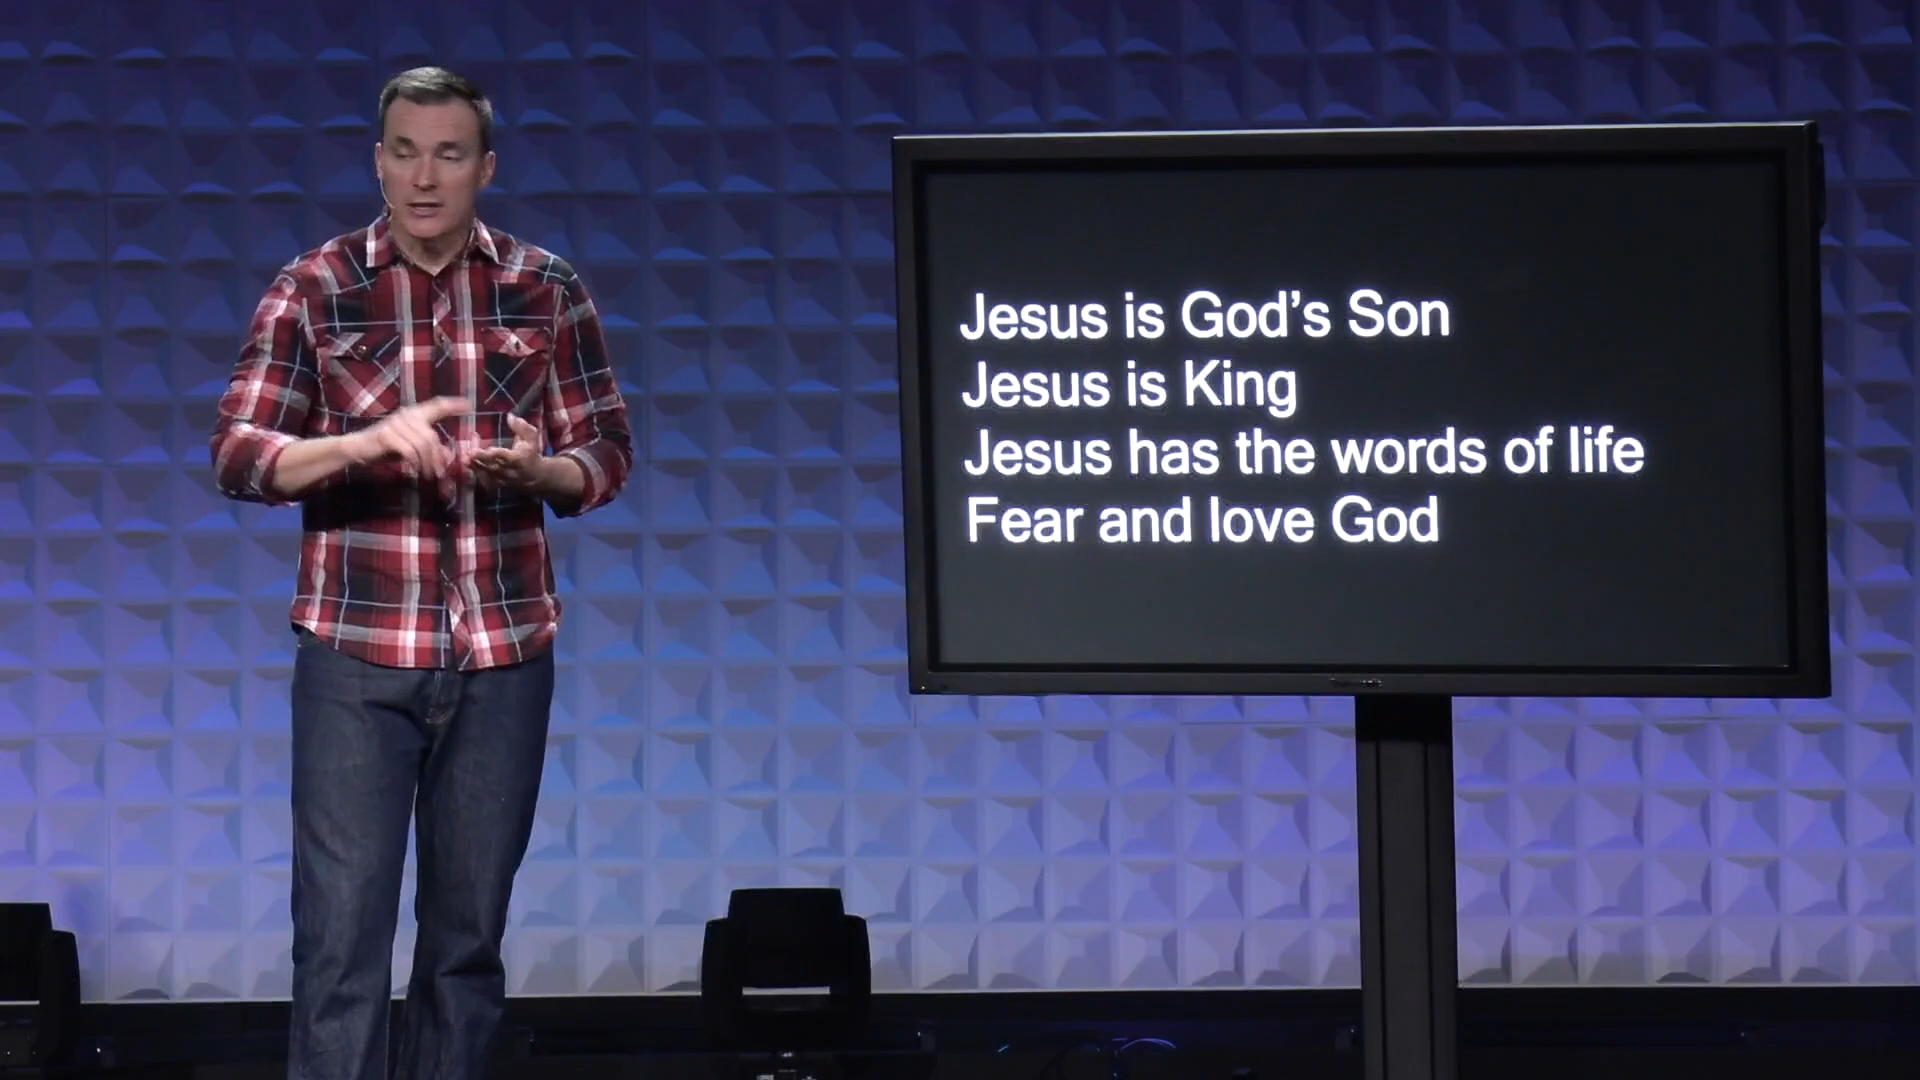 Jesus is God’s Son
Jesus is King
Jesus has the words of life
Fear and love God